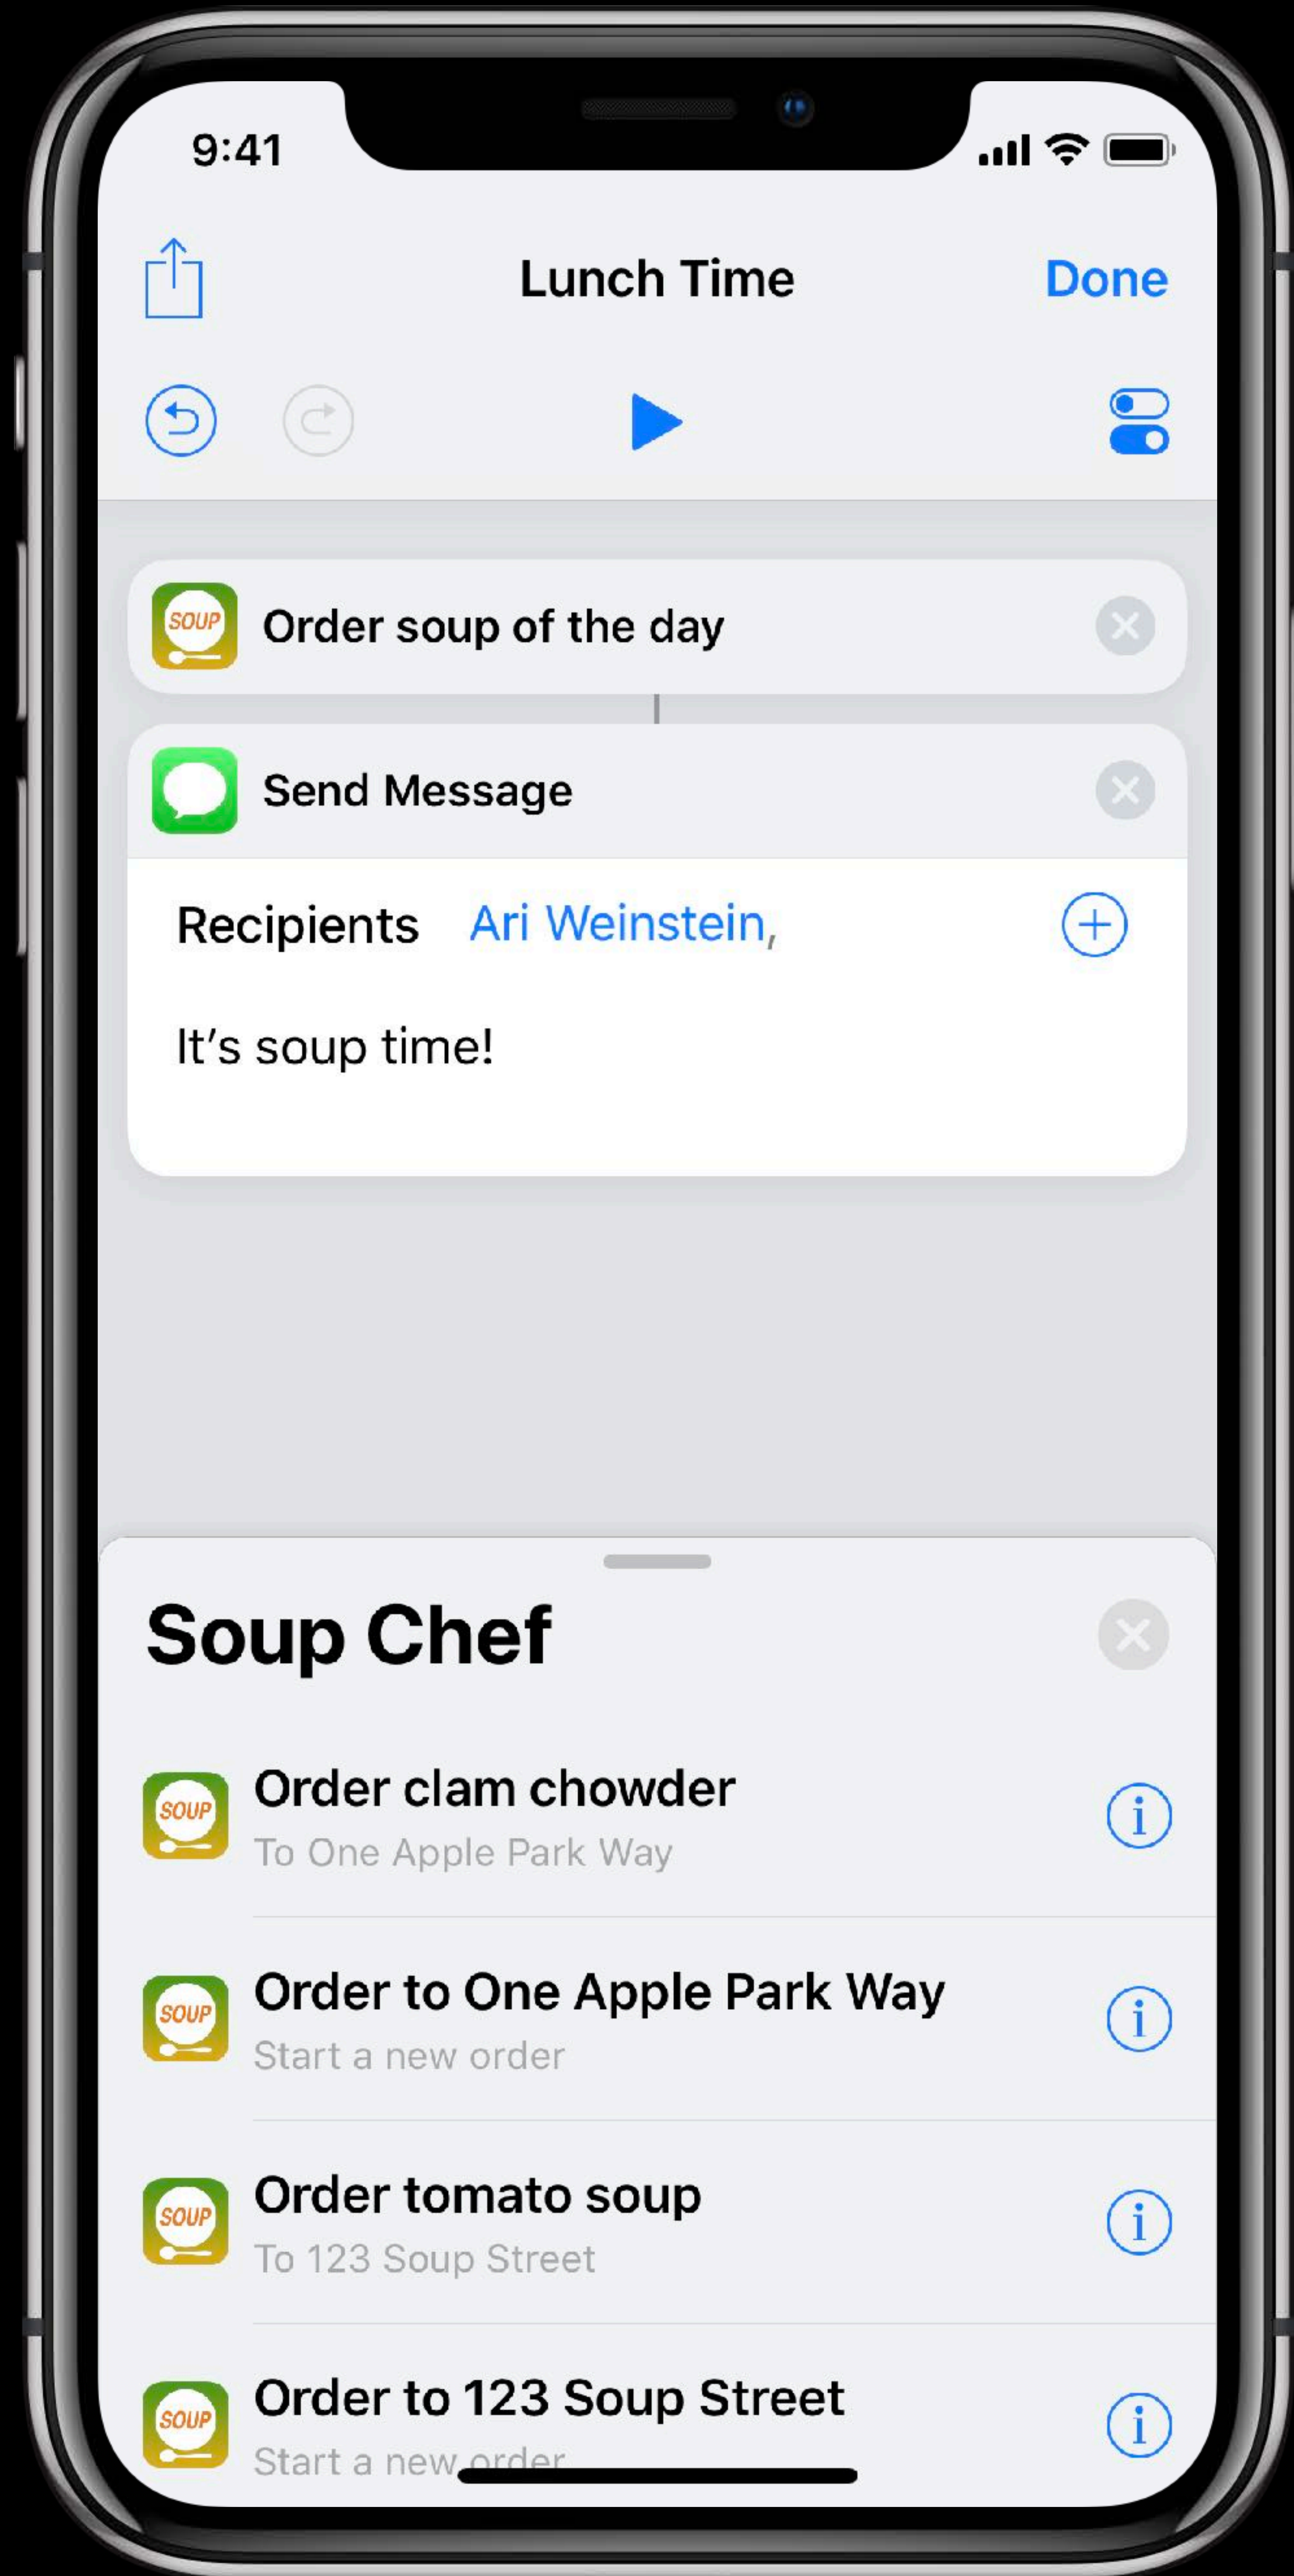 9:41
Lunch Time
Done
SOUP
Order soup of the day
Send Message
Recipients Ari Weinstein,
It's soup time!
Soup Chef
SOUP
Order clam chowder
To One Apple Park Way
SOUP
Order to One Apple Park Way
Start a new order
SOUP
Order tomato soup
To 123 Soup Street
SOUP
Order to 123 Soup Street
Start a new order